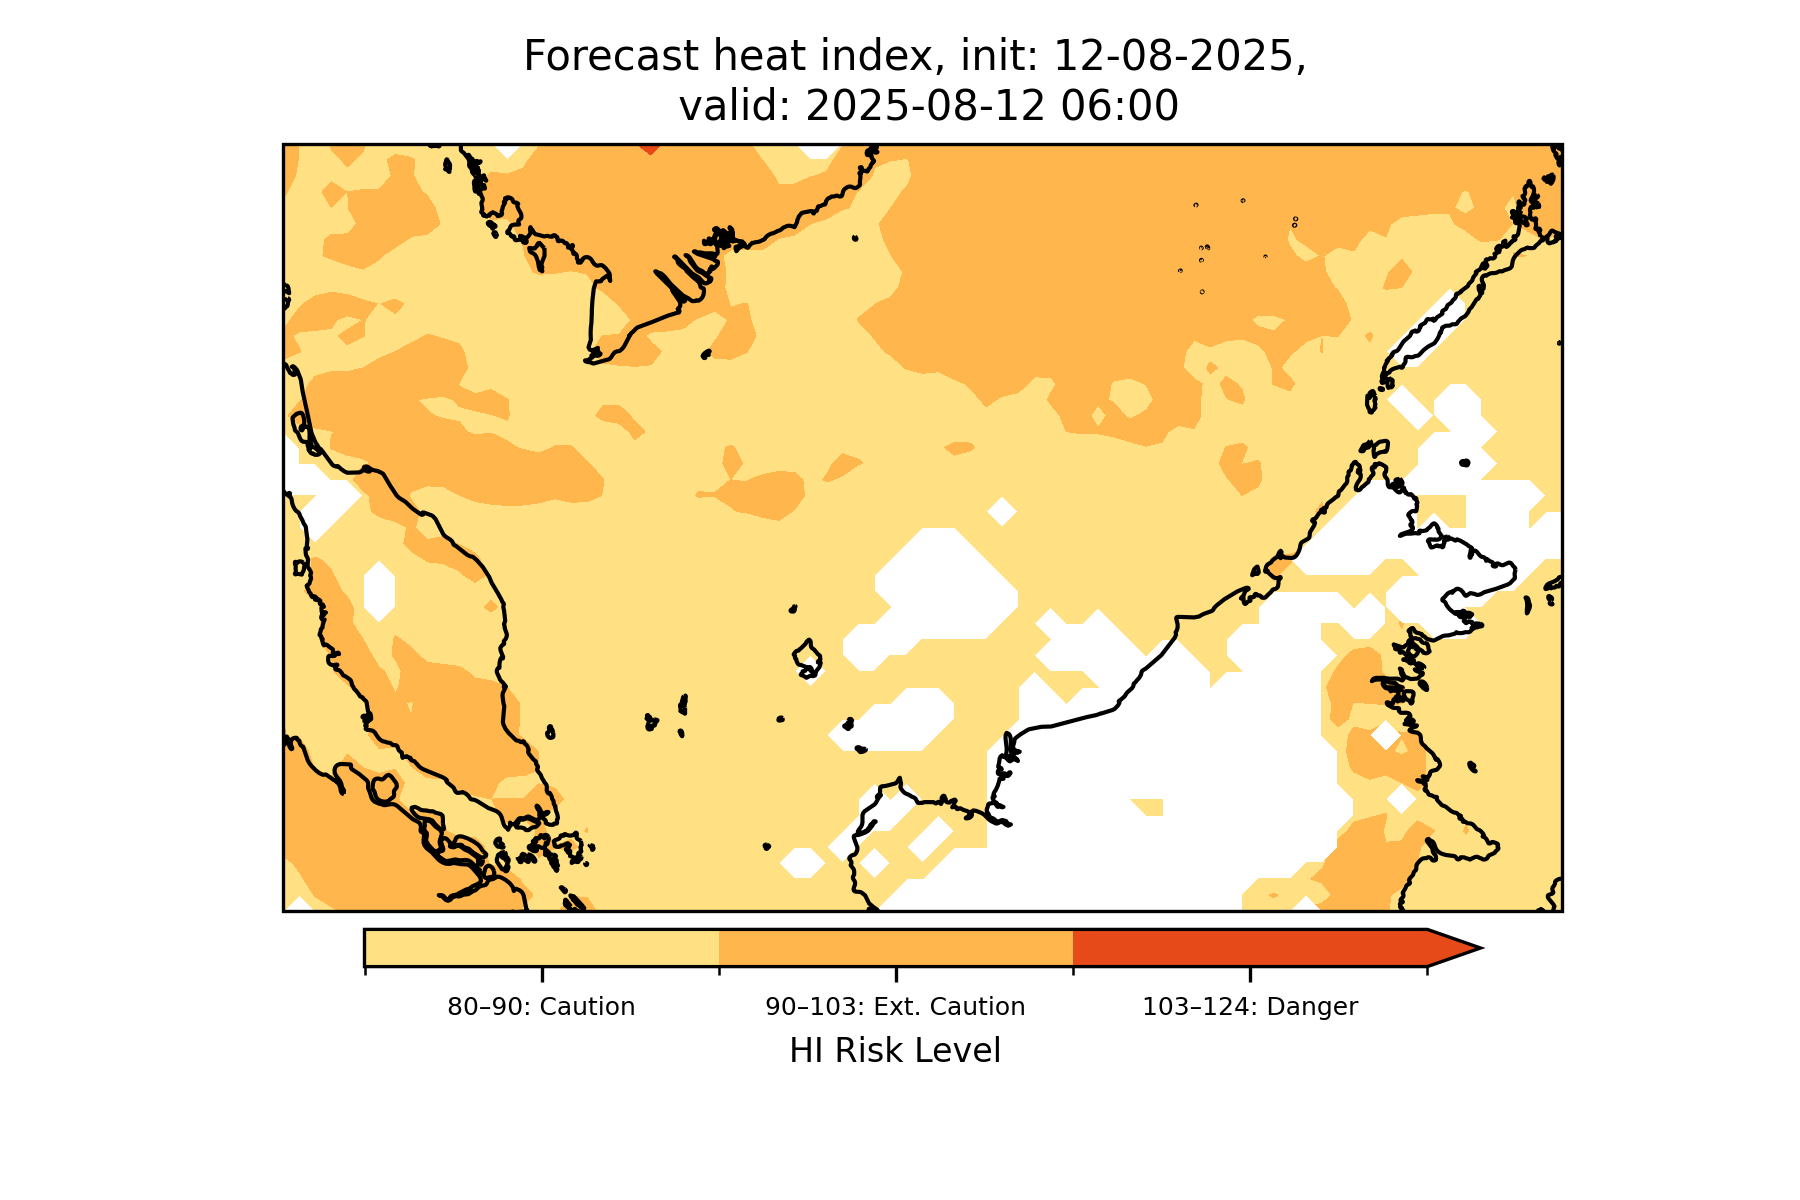 Forecast heat index, init: 12-08-2025,
valid: 2025-08-12 06:00
80–90: Caution
90–103: Ext. Caution
103–124: Danger
HI Risk Level